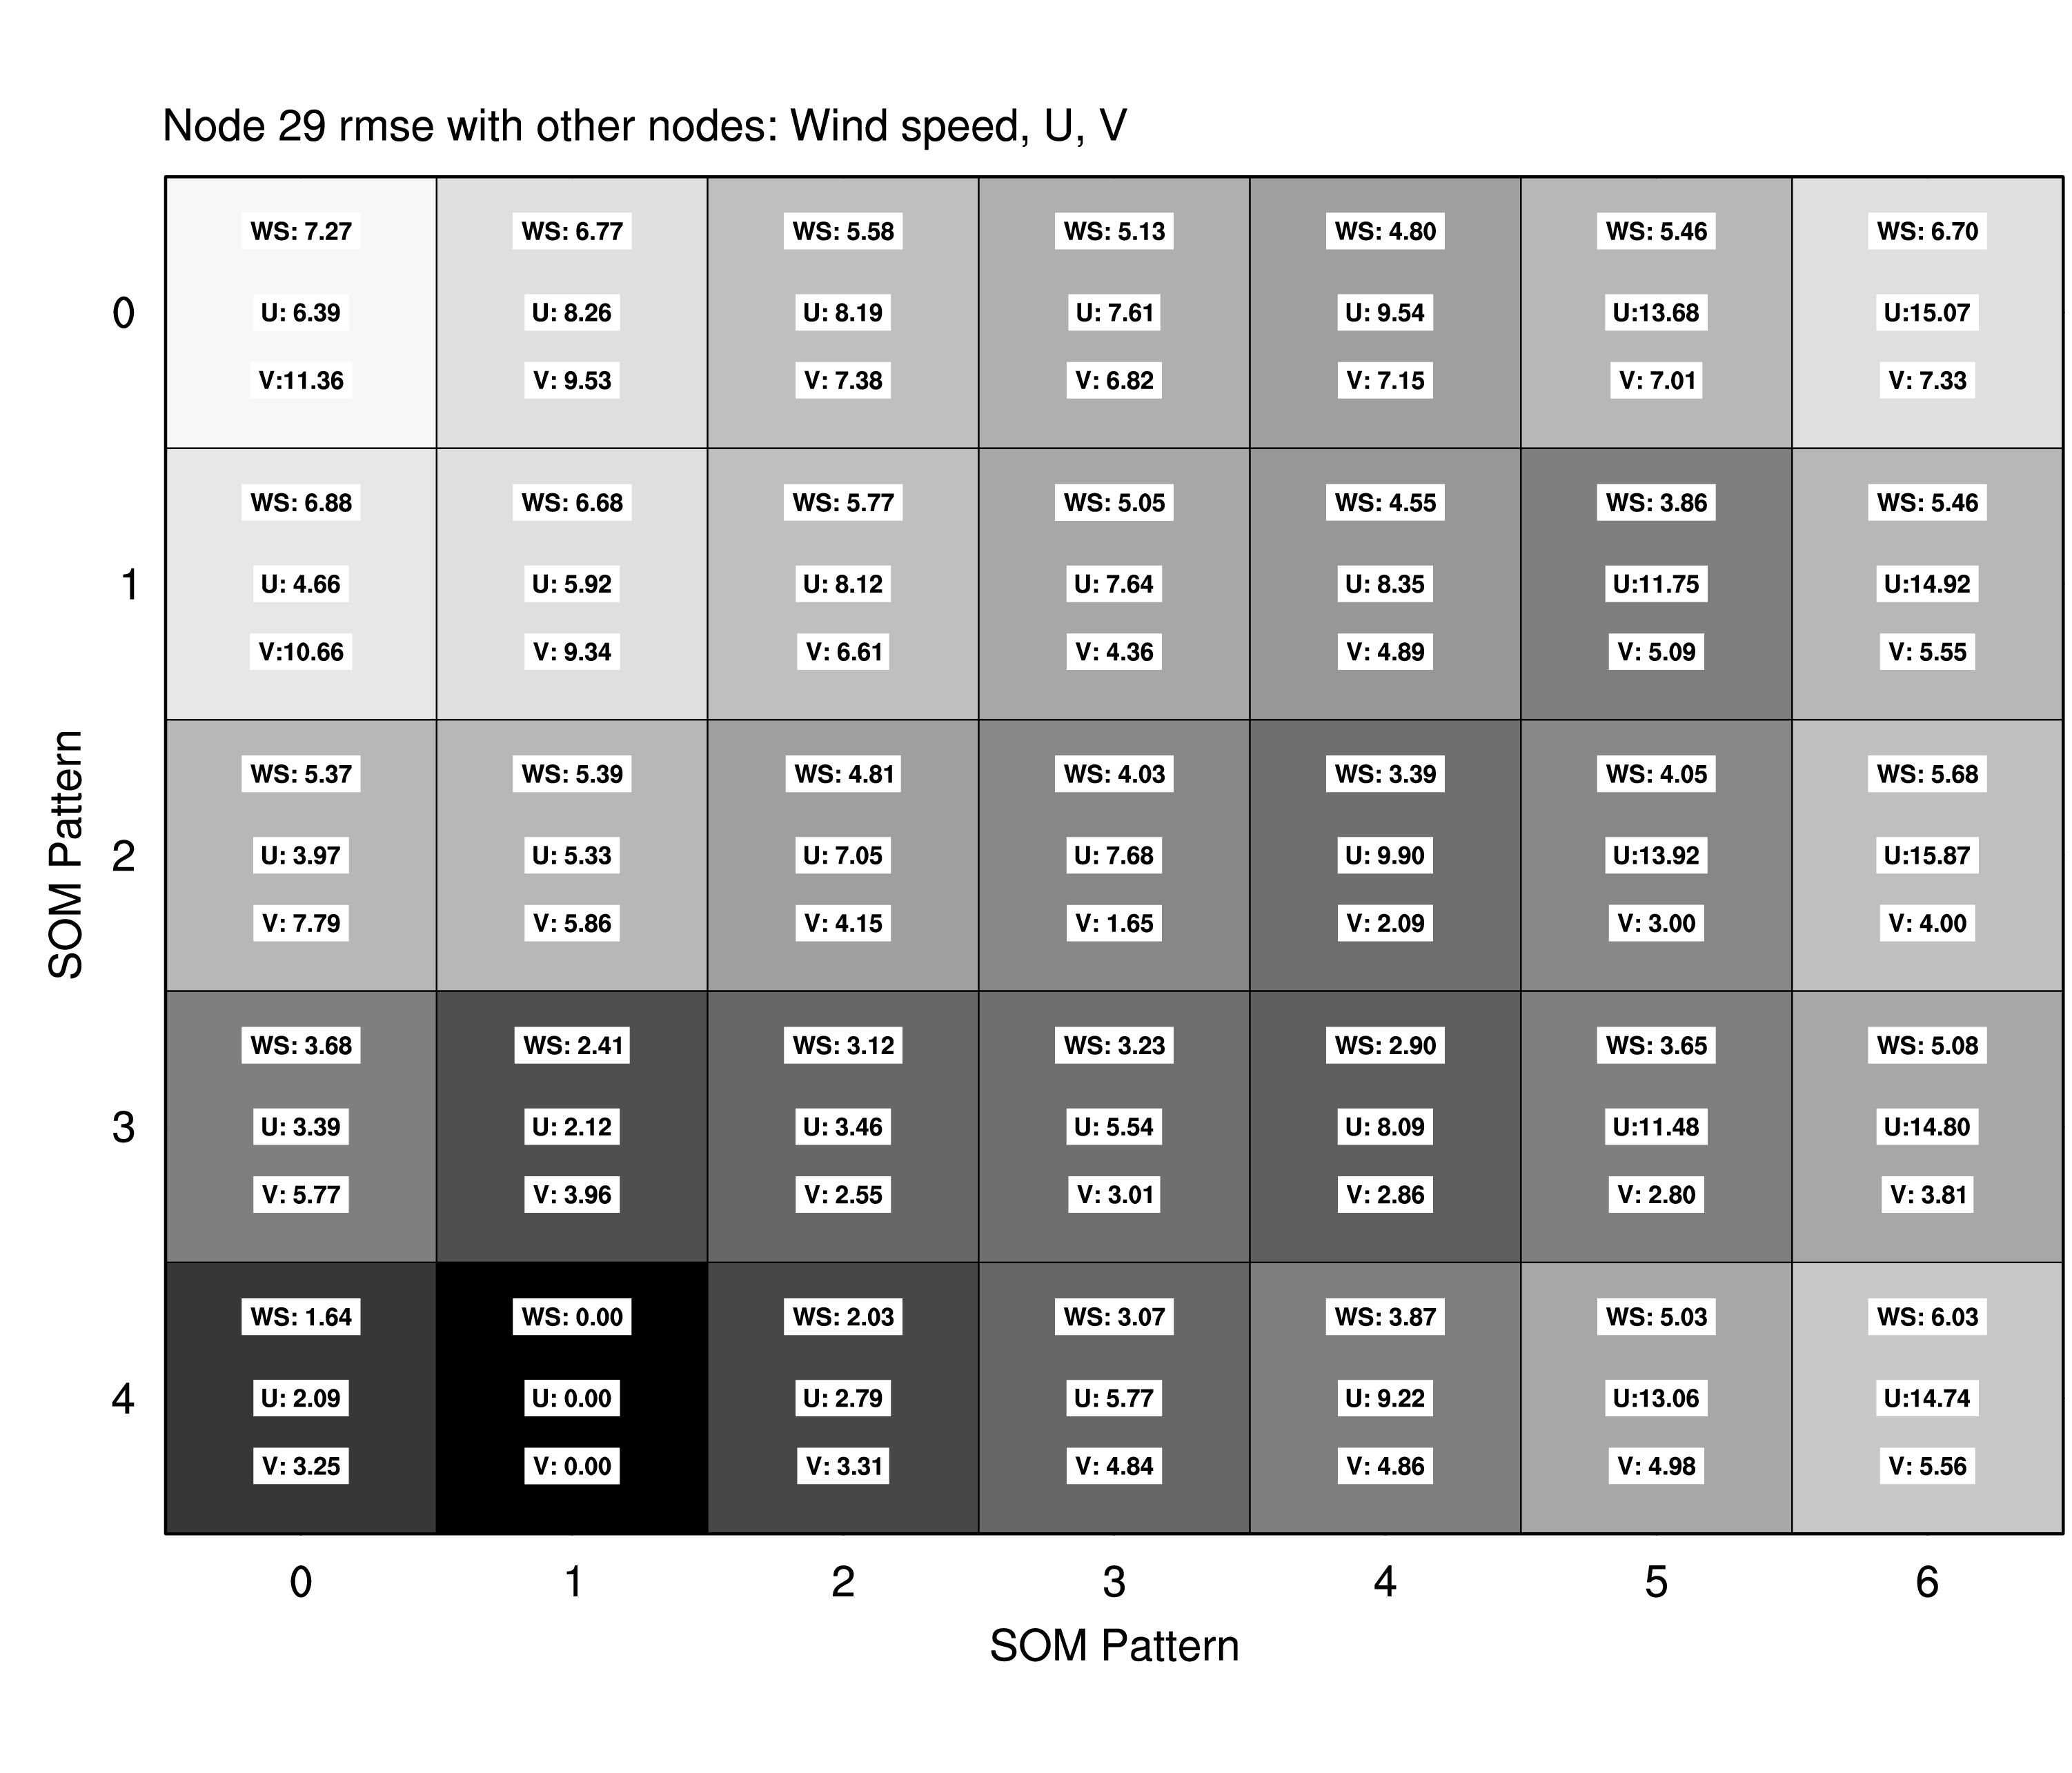 Node 29 rmse with other nodes: Wind speed, U, V
WS: 7.27 WS: 6.77 WS: 5.58 WS: 5.13 WS: 4.80 WS: 5.46 WS: 6.70
0 U: 6.39 U: 8.26 U: 8.19 U: 7.61 U: 9.54 U:13.68 U:15.07
V:11.36 V: 9.53 V: 7.38 V: 6.82 V: 7.15 V: 7.01 V: 7.33
WS: 6.88 WS: 6.68 WS: 5.77 WS: 5.05 WS: 4.55 WS: 3.86 WS: 5.46
1 U: 4.66 U: 5.92 U: 8.12 U: 7.64 U: 8.35 U:11.75 U:14.92
V:10.66 V: 9.34 V: 6.61 V: 4.36 V: 4.89 V: 5.09 V: 5.55
SOM Pattern
WS: 5.37 WS: 5.39 WS: 4.81 WS: 4.03 WS: 3.39 WS: 4.05 WS: 5.68
2 U: 3.97 U: 5.33 U: 7.05 U: 7.68 U: 9.90 U:13.92 U:15.87
V: 7.79 V: 5.86 V: 4.15 V: 1.65 V: 2.09 V: 3.00 V: 4.00
WS: 3.68 WS: 2.41 WS: 3.12 WS: 3.23 WS: 2.90 WS: 3.65 WS: 5.08
3 U: 3.39 U: 2.12 U: 3.46 U: 5.54 U: 8.09 U:11.48 U:14.80
V: 5.77 V: 3.96 V: 2.55 V: 3.01 V: 2.86 V: 2.80 V: 3.81
WS: 1.64 WS: 0.00 WS: 2.03 WS: 3.07 WS: 3.87 WS: 5.03 WS: 6.03
4 U: 2.09 U: 0.00 U: 2.79 U: 5.77 U: 9.22 U:13.06 U:14.74
V: 3.25 V: 0.00 V: 3.31 V: 4.84 V: 4.86 V: 4.98 V: 5.56
0 1 2 3 4 5 6
SOM Pattern